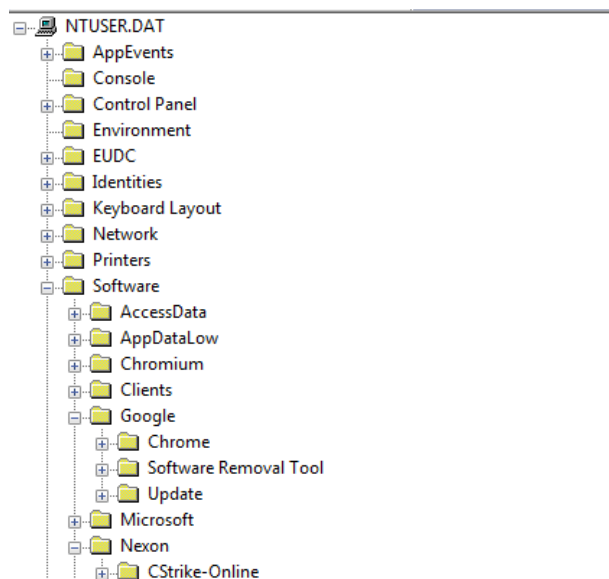 NTUSER.DAT
AppEvents
Console
Control Panel
Environment
EUDC
Identities
Keyboard Layout
Network
Printers
Software
AccessData
AppDataLow
Chromium
Clients
Google
Chrome
Software Removal Tool
Update
Microsoft
Nexon
CStrike-Online